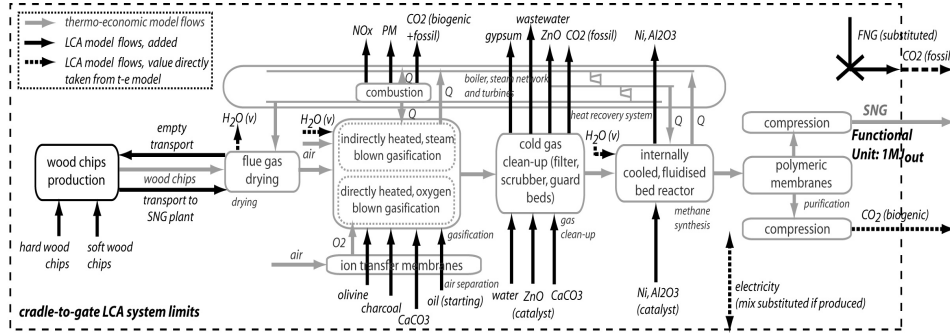 thermo-economic model flows
LCA model flows, added
LCA model flows, value directly
taken from t-e model
NOx
PM
CO2 (biogenic
+fossil)
gypsum
wastewater
ZnO
CO2 (fossil)
Ni, Al2O3
FNG (substituted)
CO2 (fossil
boiler, steam network
and turbines
Q
Q
Q
combustion
Q
Q
heat recovery system
H2O (v)
H2O (v)
H2O (v)
empty
transport
air
wood chips
production
wood chips
transport to
SNG plant
flue gas
drying
drying
indirectly heated, steam
blown gasification
directly heated, oxygen
blown gasification
gasification
cold gas
clean-up (filter,
scrubber, guard
beds)
gas
clean-up
internally
cooled, fluidised
bed reactor
methane
synthesis
compression
polymeric
membranes
purification
compression
SNG
Functional
Unit: 1MJout
CO2 (biogenic)
hard wood
chips
soft wood
chips
O2
air
ion transfer membranes
air separation
olivine
charcoal
CaCO3
oil (starting)
water
ZnO
(catalyst)
CaCO3
Ni, Al2O3
(catalyst)
electricity
(mix substituted if produced)
cradle-to-gate LCA system limits